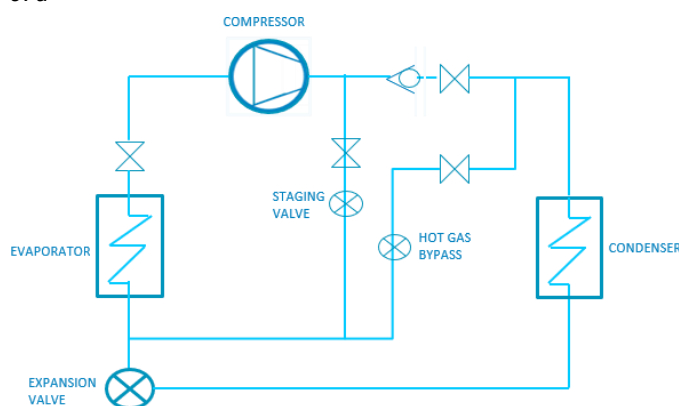 COMPRESSOR
STAGING
VALVE
HOT GAS
BYPASS
EVAPORATOR
CONDENSER
EXPANSION
VALVE